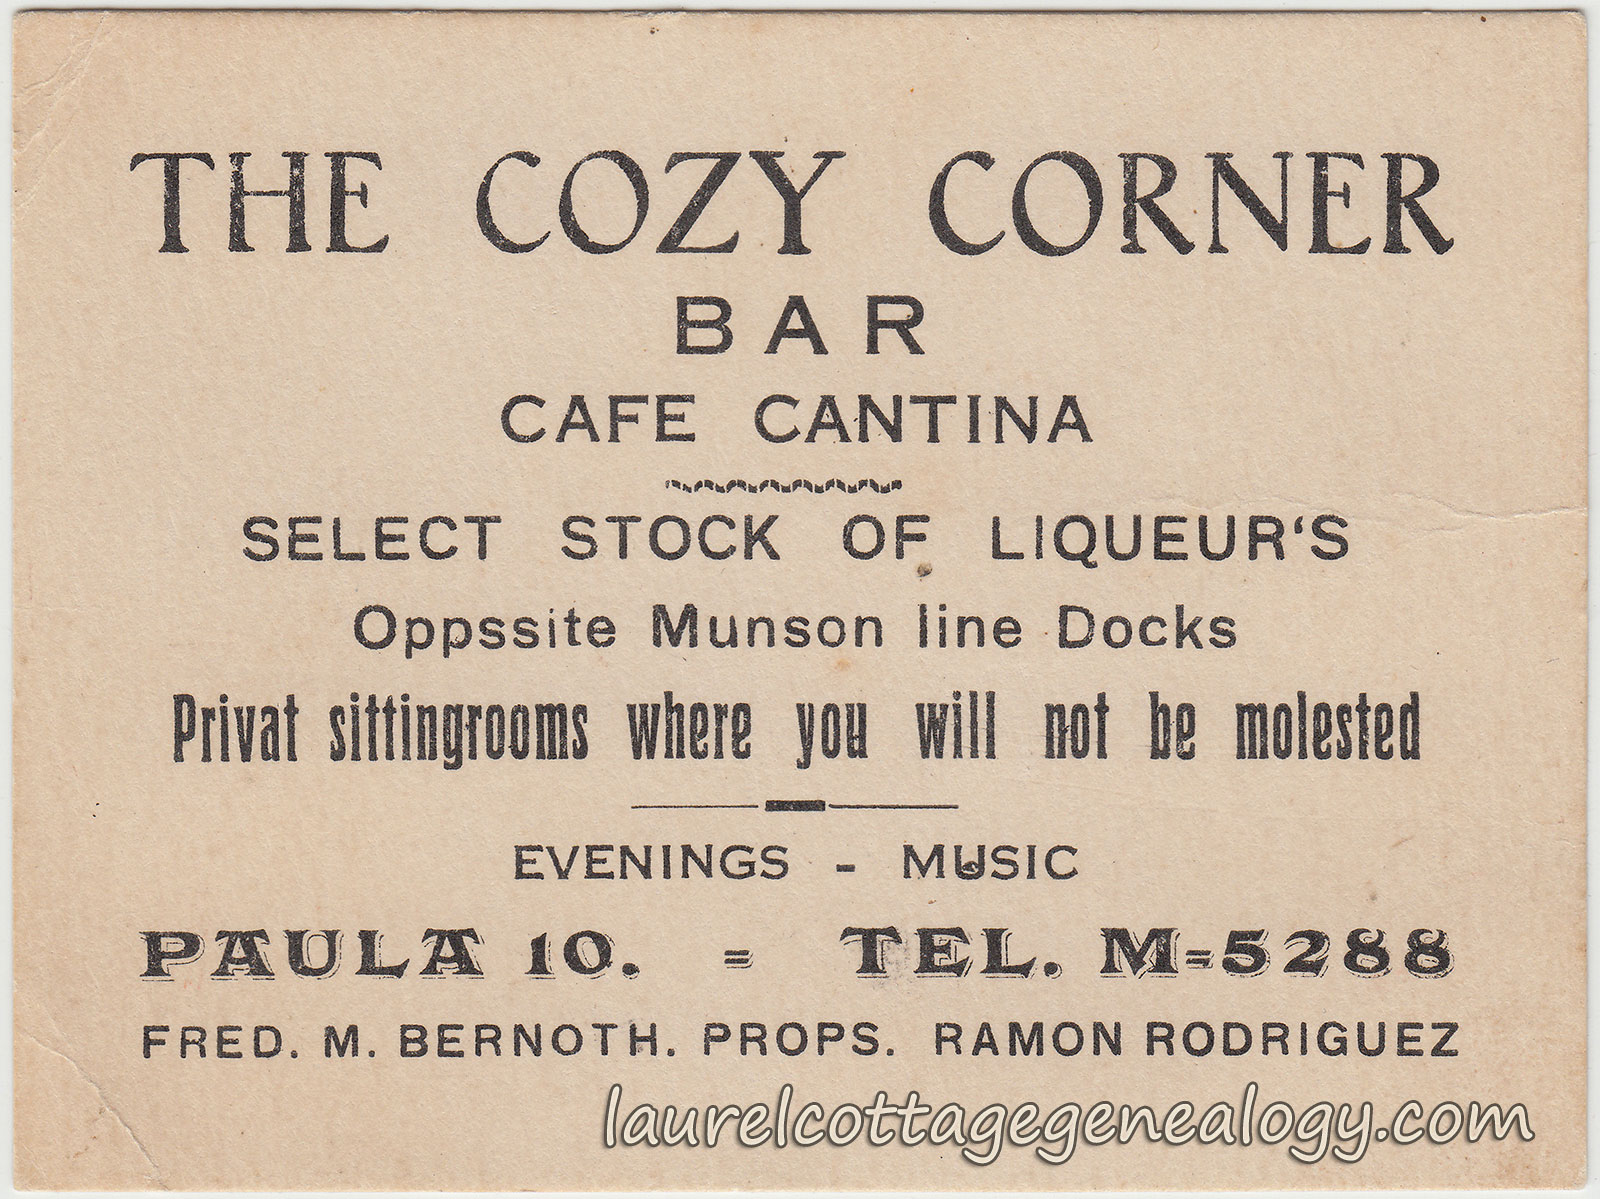 THE COZY CORNER
BAR
CAFE CANTINA
SELECT STOCK OF LIQUEUR'S
Oppssite Munson line Docks
Privat sittingrooms where you will not be molested
EVENINGS - MUSIC
PAULA 10. = TEL. M=5288
FRED. M. BERNOTH. PROPS. RAMON RODRIGUEZ
laurelcottagegenealogy.com